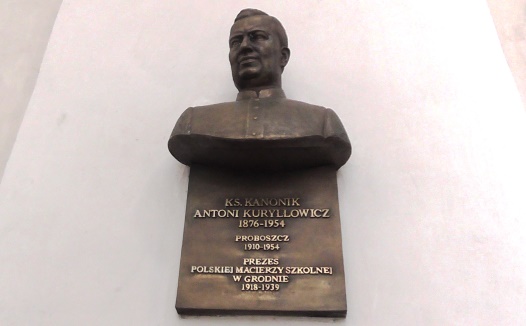 KS. KANONIK
ANTONI KURYLLOWICZ
1876-1954
PROBOSZCZ
1910-1954
PREZES
POLSKIEJ MACIERZY SZKOLNEJ
W GRODNIE
1918-1939